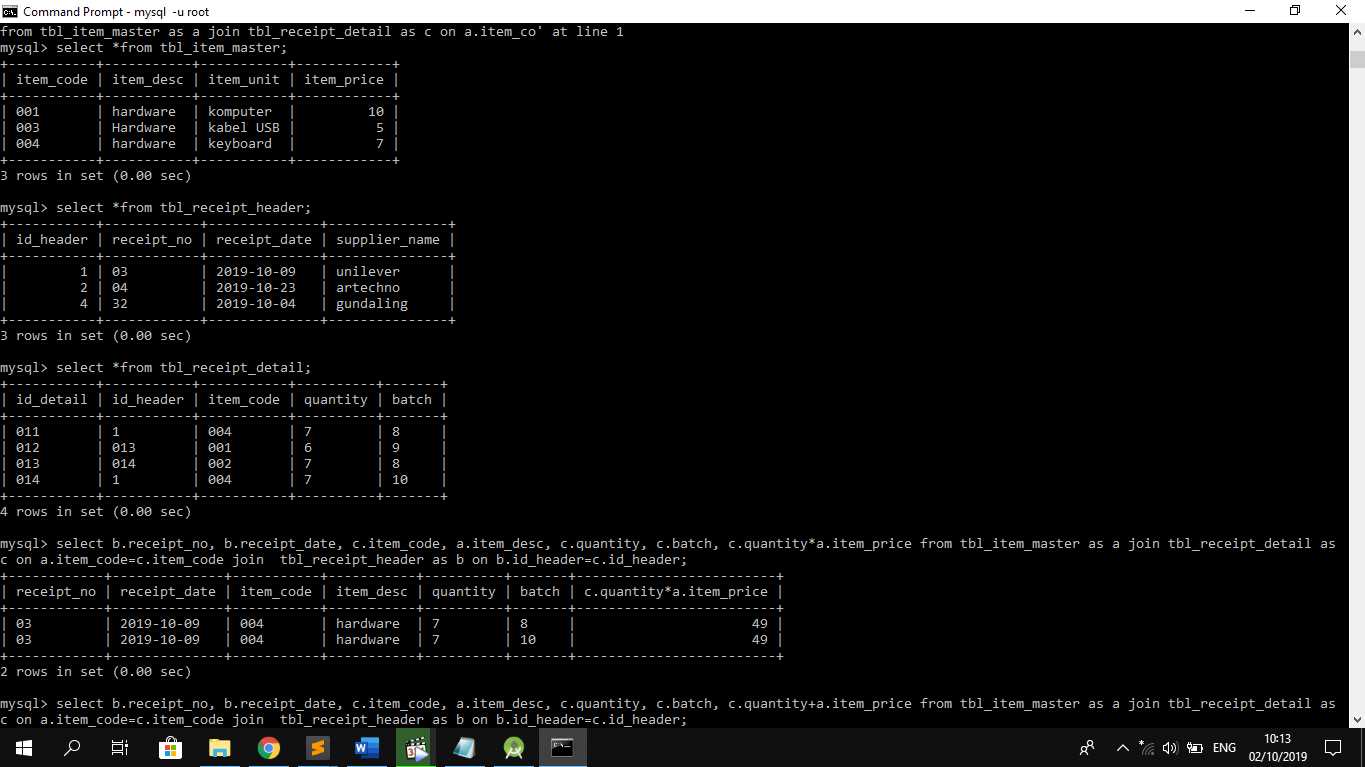 Command Prompt - mysql  -u root
from tbl_item_master as a join tbl_receipt_detail as c on a.item_co' at line 1
mysql> select *from tbl_item_master;
+-----------+-----------+-----------+------------+
| item_code | item_desc | item_unit | item_price |
+-----------+-----------+-----------+------------+
| 001       | hardware  | komputer  |         10 |
| 003       | Hardware  | kabel USB |          5 |
| 004       | hardware  | keyboard  |          7 |
+-----------+-----------+-----------+------------+
3 rows in set (0.00 sec)
mysql> select *from tbl_receipt_header;
+-----------+------------+--------------+---------------+
| id_header | receipt_no | receipt_date | supplier_name |
+-----------+------------+--------------+---------------+
|         1 | 03         | 2019-10-09   | unilever      |
|         2 | 04         | 2019-10-23   | artechno      |
|         4 | 32         | 2019-10-04   | gundaling     |
+-----------+------------+--------------+---------------+
3 rows in set (0.00 sec)
mysql> select *from tbl_receipt_detail;
+-----------+-----------+-----------+----------+-------+
| id_detail | id_header | item_code | quantity | batch |
+-----------+-----------+-----------+----------+-------+
| 011       | 1         | 004       | 7        | 8     |
| 012       | 013       | 001       | 6        | 9     |
| 013       | 014       | 002       | 7        | 8     |
| 014       | 1         | 004       | 7        | 10    |
+-----------+-----------+-----------+----------+-------+
4 rows in set (0.00 sec)
mysql> select b.receipt_no, b.receipt_date, c.item_code, a.item_desc, c.quantity, c.batch, c.quantity*a.item_price from tbl_item_master as a join tbl_receipt_detail as
c on a.item_code=c.item_code join  tbl_receipt_header as b on b.id_header=c.id_header;
+------------+--------------+-----------+-----------+----------+-------+-------------------------+
| receipt_no | receipt_date | item_code | item_desc | quantity | batch | c.quantity*a.item_price |
+------------+--------------+-----------+-----------+----------+-------+-------------------------+
| 03         | 2019-10-09   | 004       | hardware  | 7        | 8     |                      49 |
| 03         | 2019-10-09   | 004       | hardware  | 7        | 10    |                      49 |
+------------+--------------+-----------+-----------+----------+-------+-------------------------+
2 rows in set (0.00 sec)
mysql> select b.receipt_no, b.receipt_date, c.item_code, a.item_desc, c.quantity, c.batch, c.quantity+a.item_price from tbl_item_master as a join tbl_receipt_detail as
c on a.item_code=c.item_code join  tbl_receipt_header as b on b.id_header=c.id_header;
ENG
10:13
02/10/2019